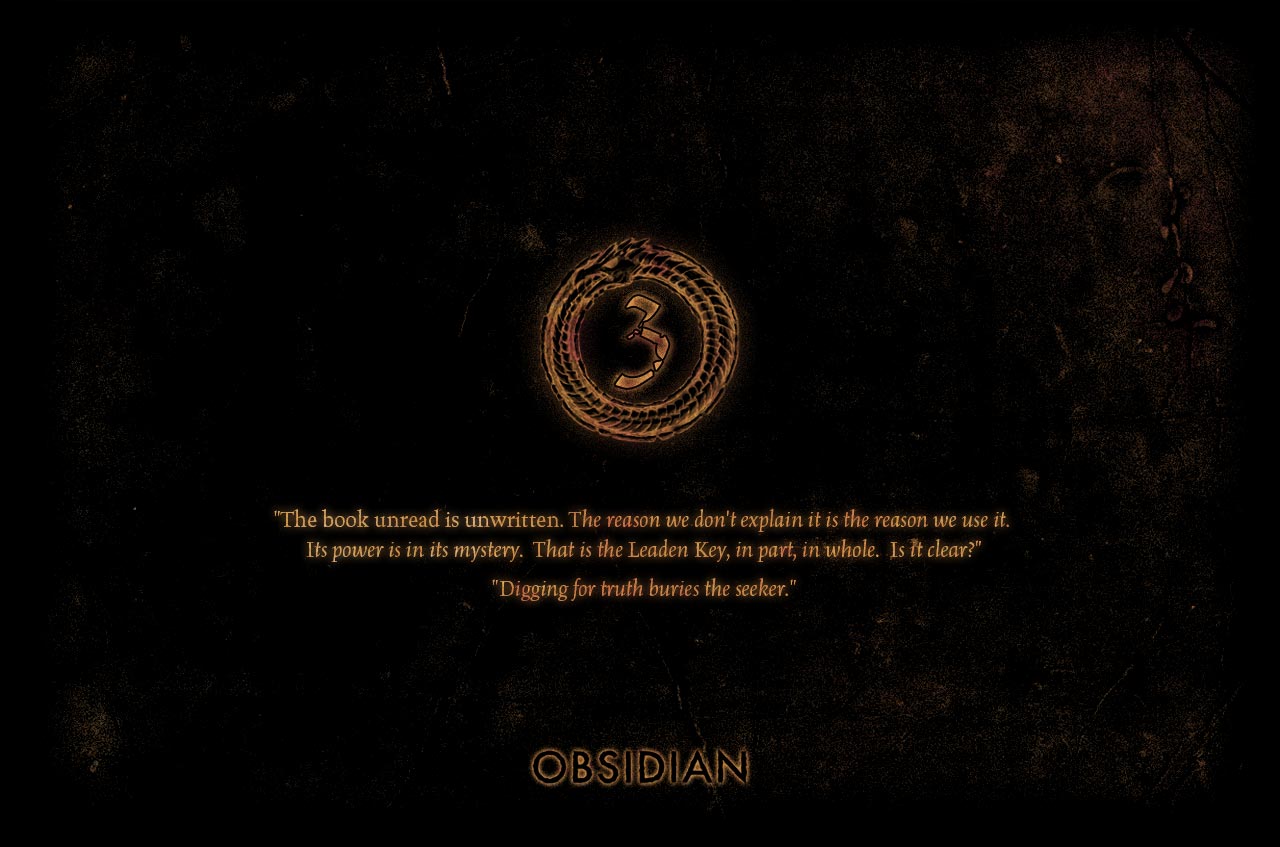 3
"The book unread is unwritten. The reason we don't explain it is the reason we use it.
Its power is in its mystery. That is the Leaden Key, in part, in whole. Is it clear?"
"Digging for truth buries the seeker."
OBSIDIAN